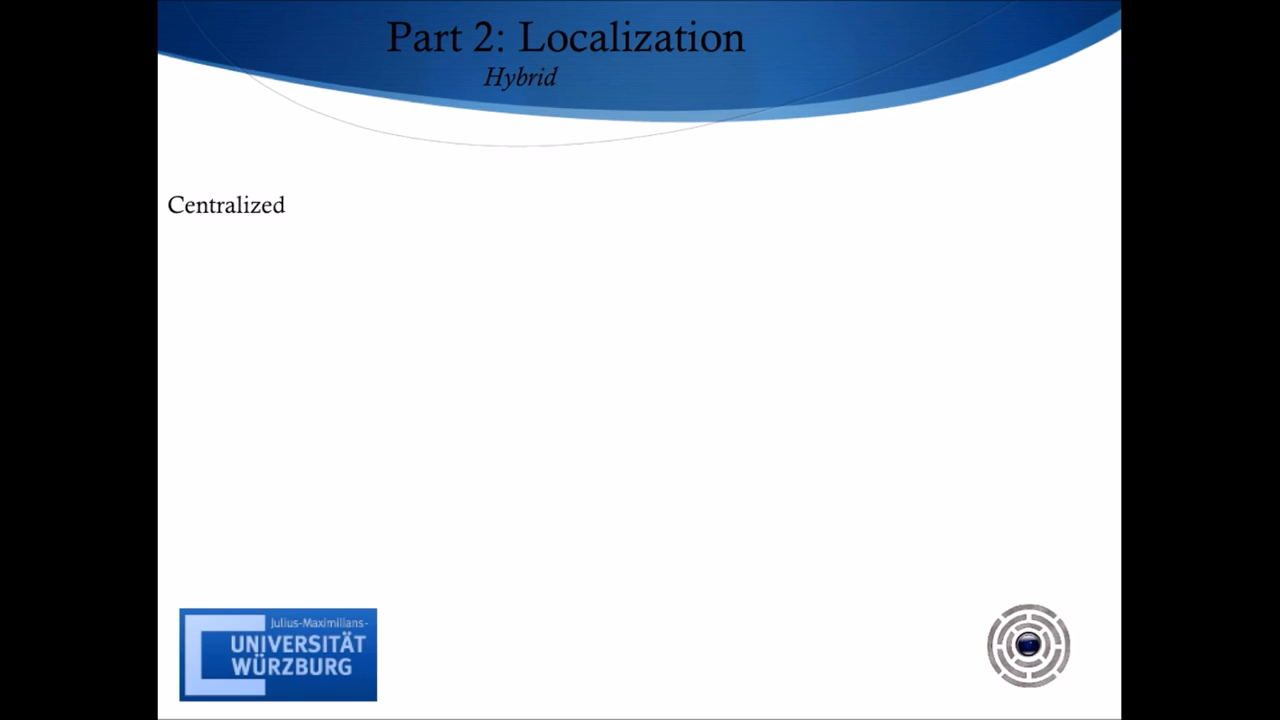 Part 2: Localization
Hybrid
Centralized
Julius-Maximilians-
UNIVERSITÄT
WÜRZBURG